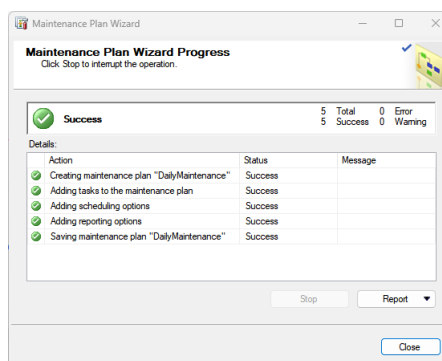 Maintenance Plan Wizard
Maintenance Plan Wizard Progress
Click Stop to interrupt the operation.
Success
5 Total 0 Error
5 Success 0 Warning
Details:
Action Status Message
Creating maintenance plan "DailyMaintenance" Success
Adding tasks to the maintenance plan Success
Adding scheduling options Success
Adding reporting options Success
Saving maintenance plan "DailyMaintenance" Success
Stop Report
Close